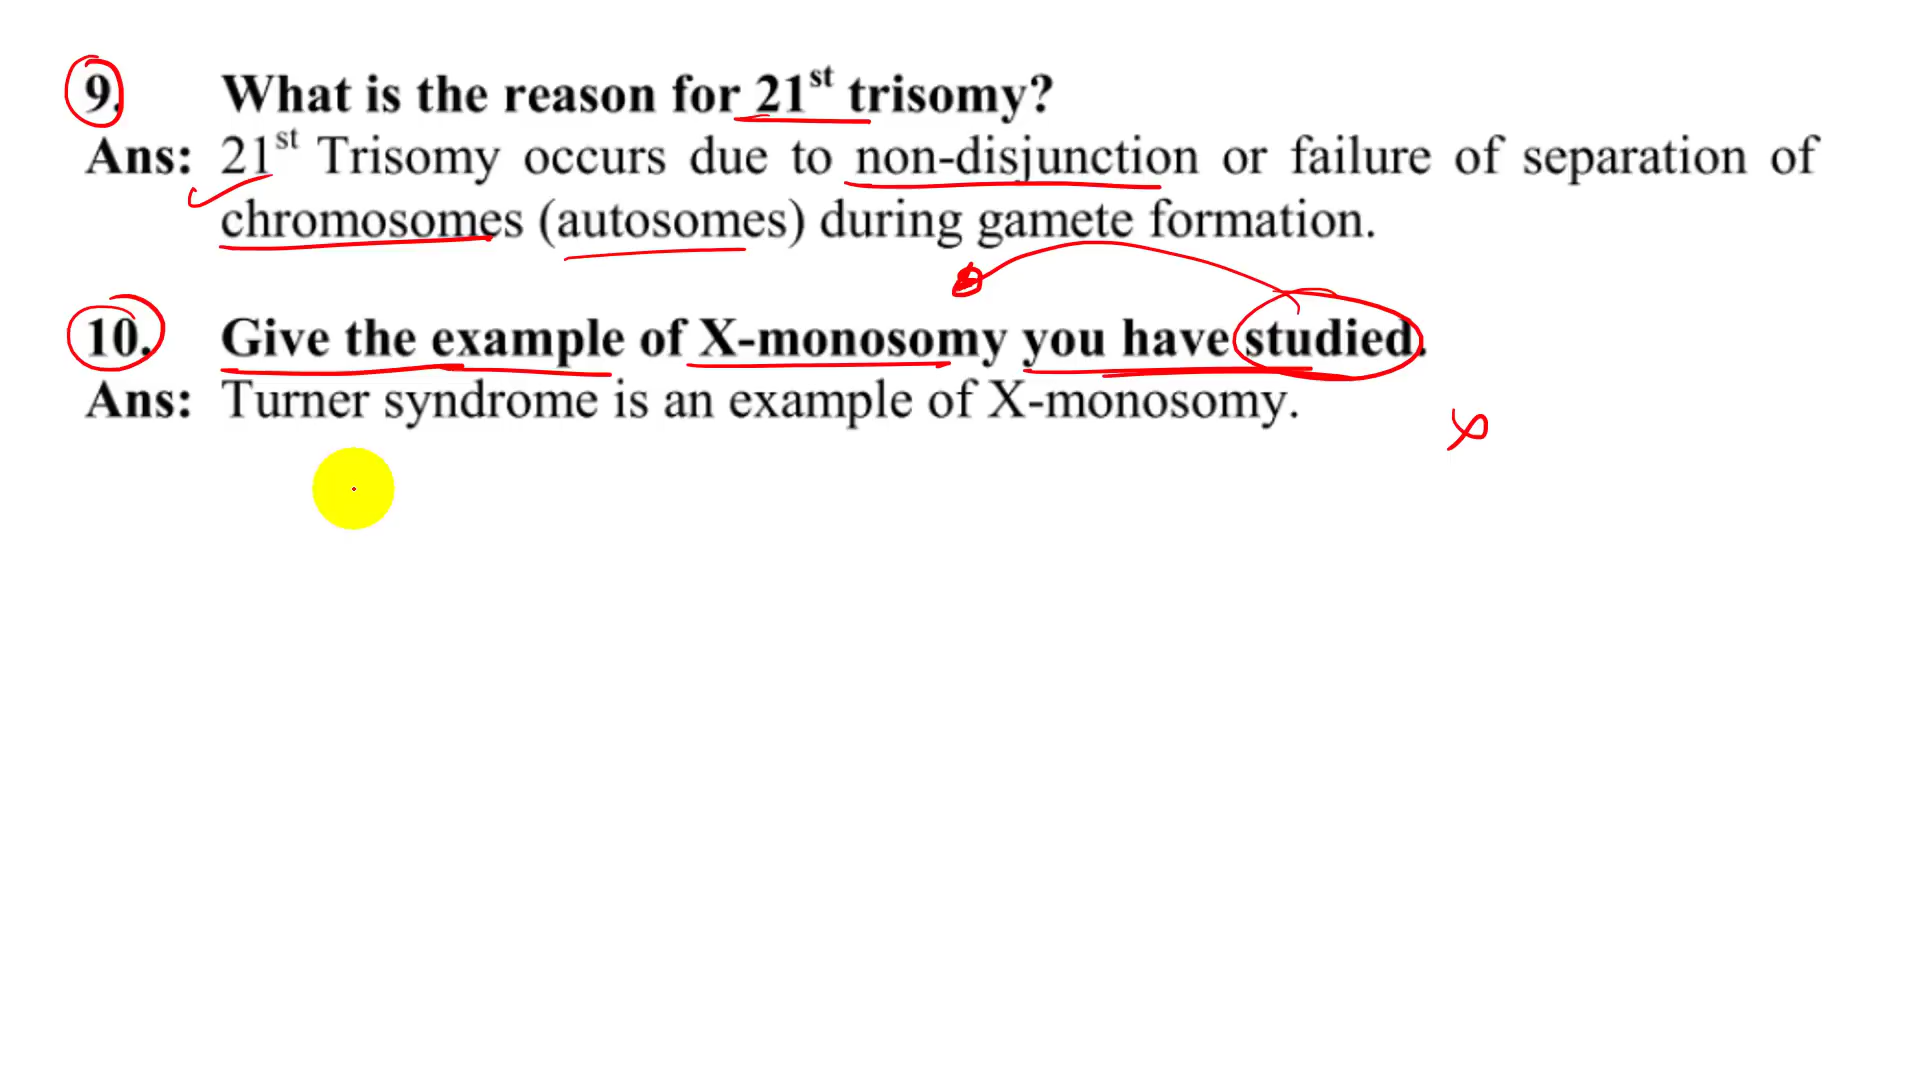 9. What is the reason for 21st trisomy?
Ans: 21st Trisomy occurs due to non-disjunction or failure of separation of
chromosomes (autosomes) during gamete formation.
10. Give the example of X-monosomy you have studied.
Ans: Turner syndrome is an example of X-monosomy.